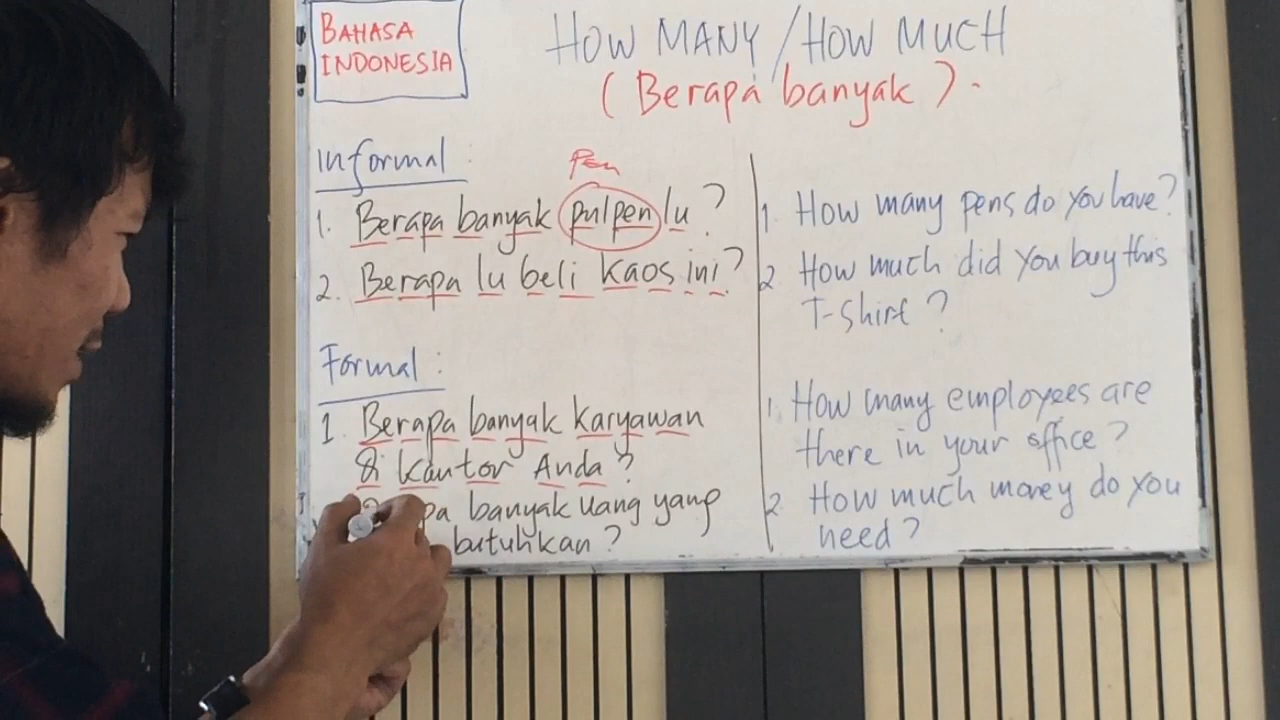 BAHASA
INDONESIA
HOW MANY / HOW MUCH
(Berapa banyak).
Informal :
Pen
1. Berapa banyak pulpen lu ?
2. Berapa lu beli kaos ini ?
Formal :
1. Berapa banyak karyawan
di kantor Anda ?
banyak uang yang
butuhkan ?
1. How many pens do you have?
2 How much did you buy this
T-Shirt ?
1. How many employees are
there in your office ?
2. How much money do you
need ?